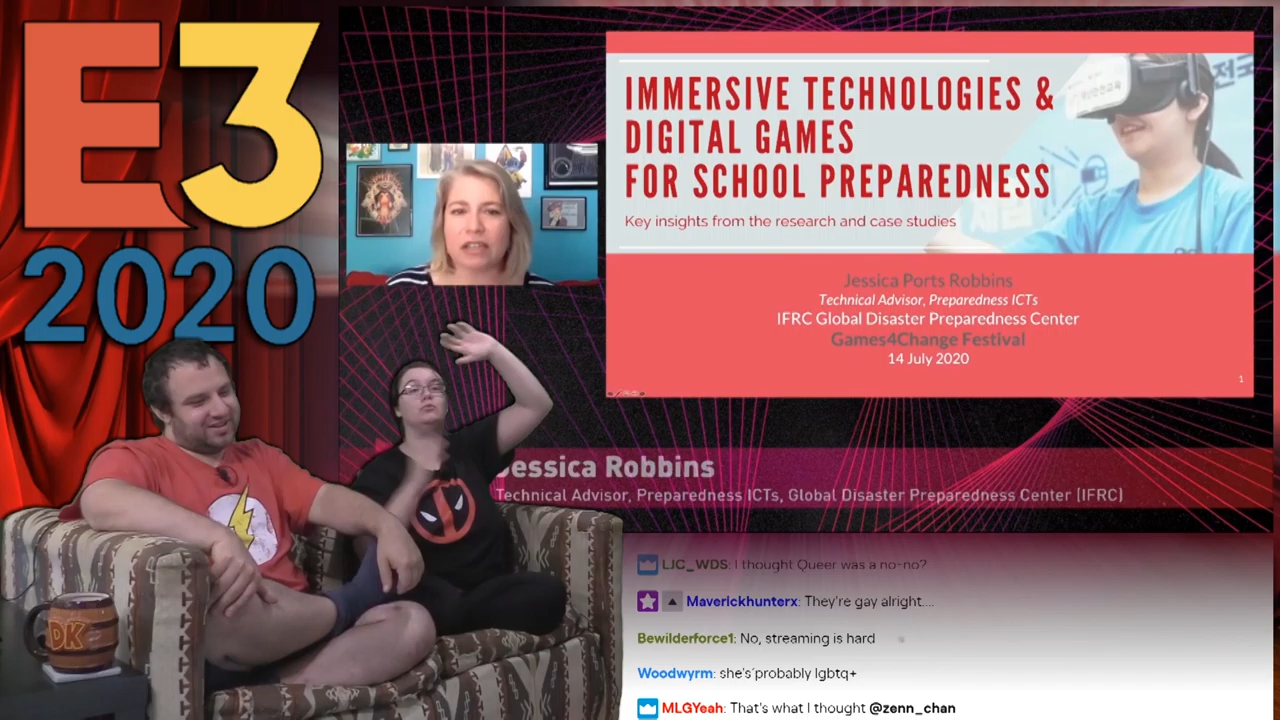 E3
2020
IMMERSIVE TECHNOLOGIES &
DIGITAL GAMES
FOR SCHOOL PREPAREDNESS
Key insights from the research and case studies
Jessica Ports Robbins
Technical Advisor, Preparedness ICTs
IFRC Global Disaster Preparedness Center
Games4Change Festival
14 July 2020
1
Jessica Robbins
Technical Advisor, Preparedness ICTs, Global Disaster Preparedness Center (IFRC)
DK
LJC_WDS: I thought Queer was a no-no?
Maverickhunterx: They're gay alright....
Bewilderforce1: No, streaming is hard
Woodwyrm: she's probably lgbtq+
MLGYeah: That's what I thought @zenn_chan